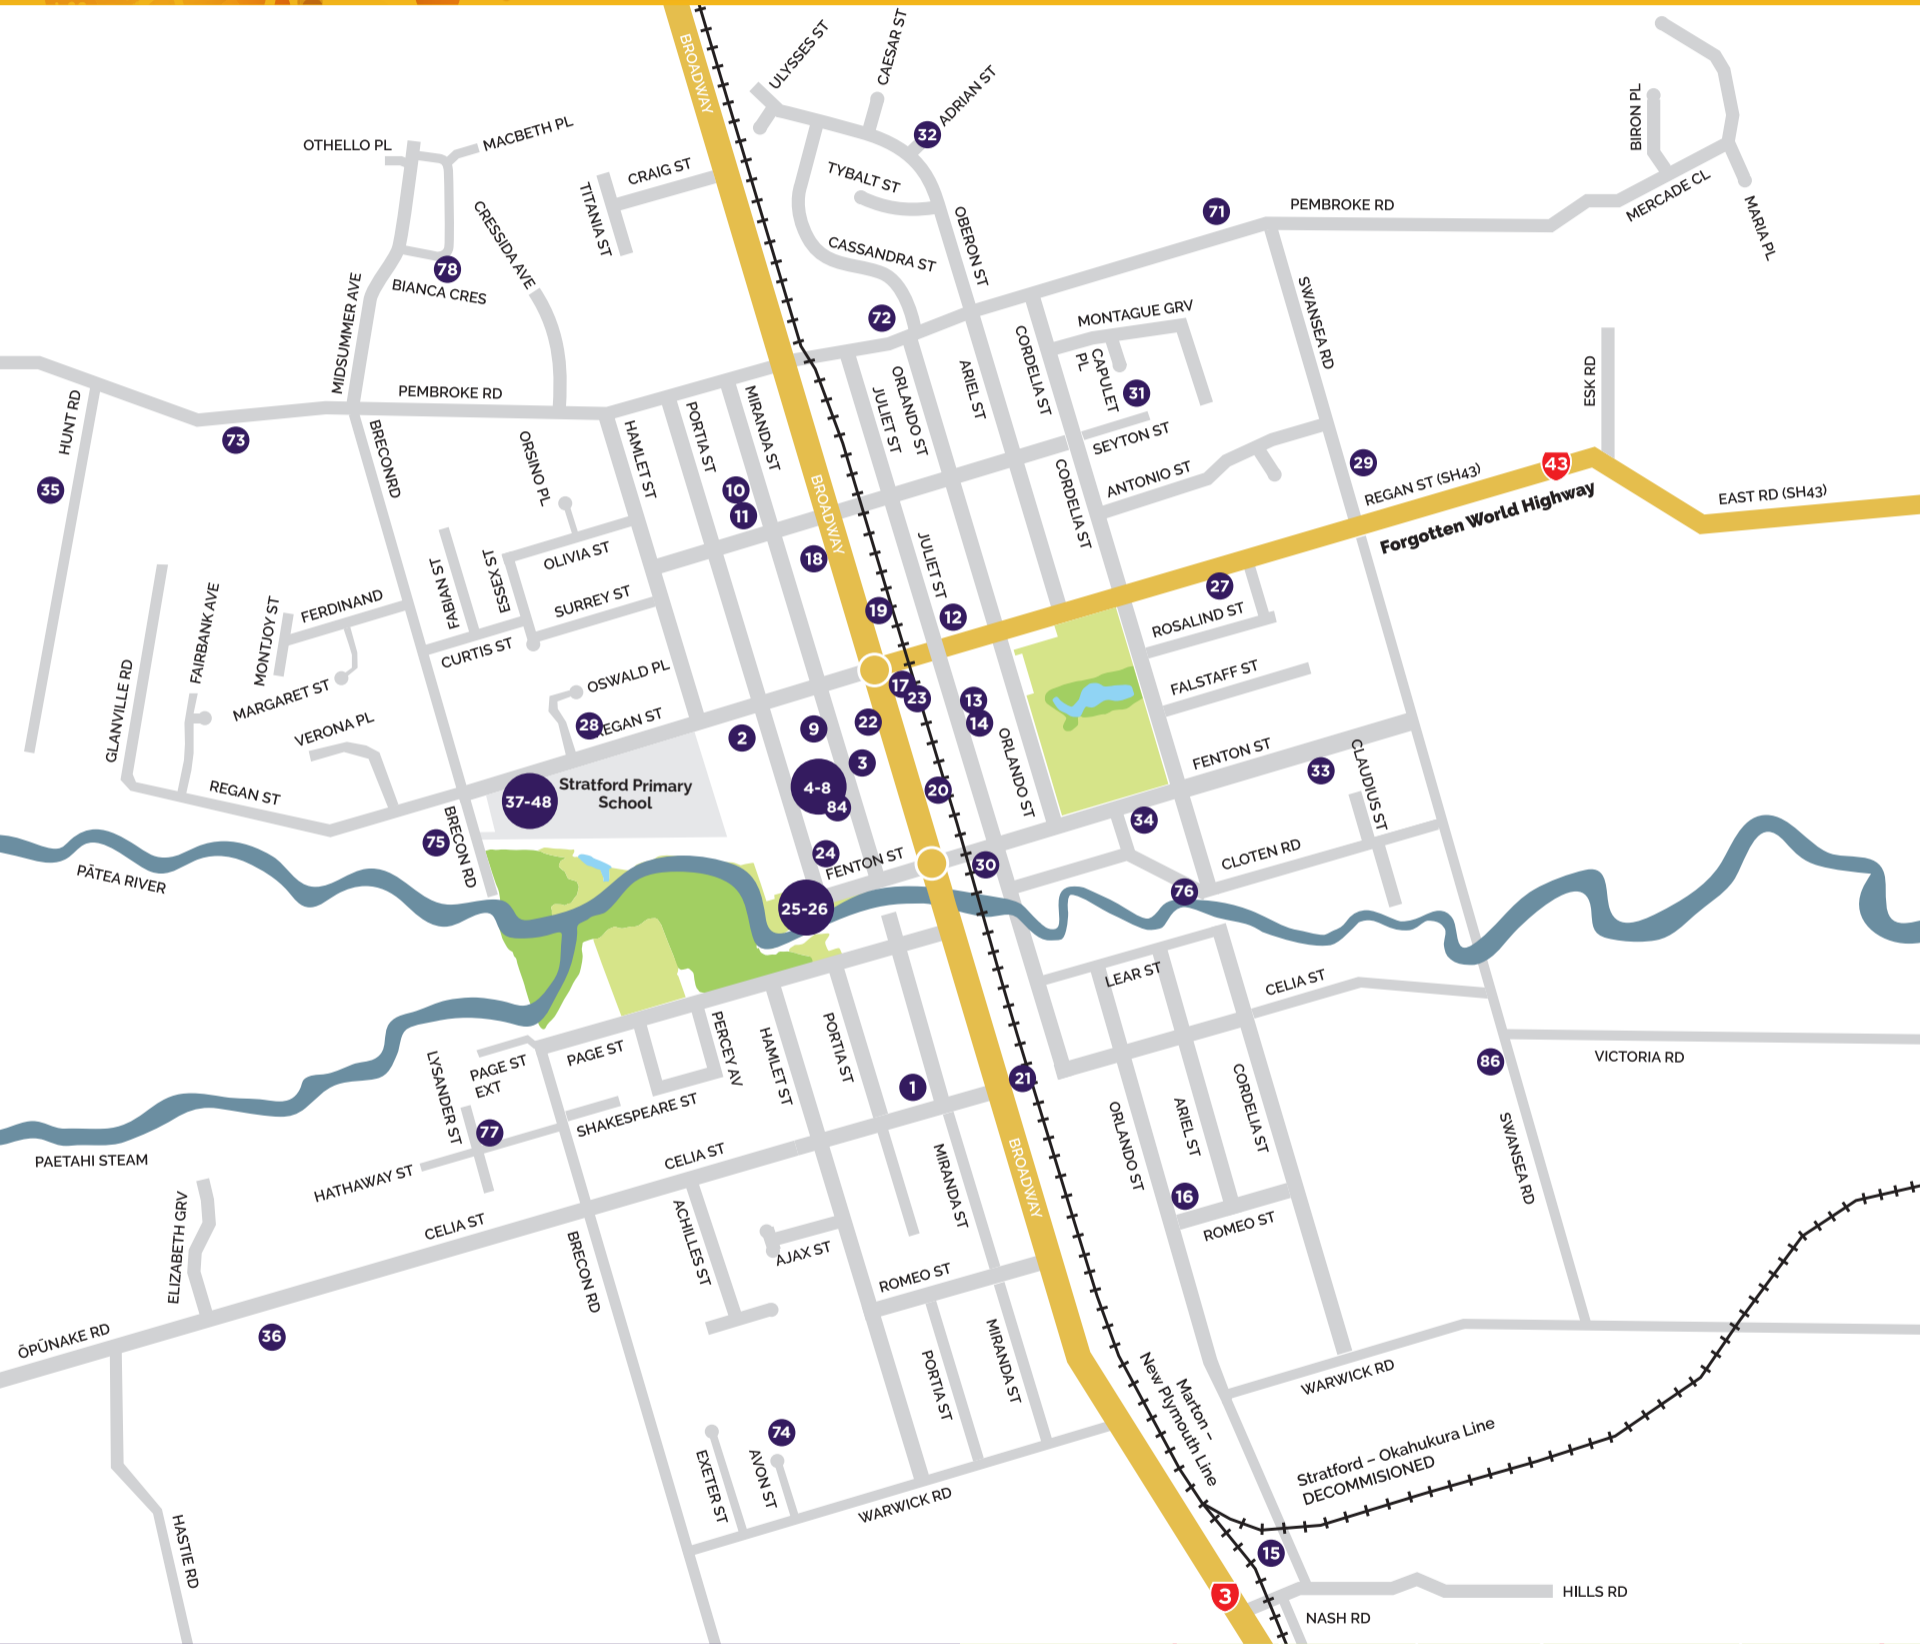 BROADWAY
ULYSSES ST
CAESAR ST
ADRIAN ST
32
OTHELLO PL
MACBETH PL
CRAIG ST
TITANIA ST
TYBALT ST
BIRON PL
MERCADE CL
MARIA PL
71
PEMBROKE RD
CRESSIDA AVE
OBERON ST
CASSANDRA ST
78
BIANCA CRES
MIDSUMMER AVE
72
MONTAGUE GRV
SWANSEA RD
CORDELIA ST
CAPULET
PL
31
ARIEL ST
ORLANDO ST
JULIET ST
ESK RD
PEMBROKE RD
HUNT RD
73
35
BRECONRD
ORSINO PL
HAMLET ST
PORTIA ST
MIRANDA ST
10
11
BROADWAY
SEYTON ST
ANTONIO ST
CORDELIA ST
29
REGAN ST (SH43)
43
Forgotten World Highway
EAST RD (SH43)
18
JULIET ST
OLIVIA ST
ESSEX ST
FABIAN ST
SURREY ST
CURTIS ST
FERDINAND
MONTJOY ST
FAIRBANK AVE
GLANVILLE RD
MARGARET ST
VERONA PL
OSWALD PL
28
REGAN ST
19
12
27
ROSALIND ST
FALSTAFF ST
17
23
13
14
22
9
2
3
ORLANDO ST
FENTON ST
33
CLAUDIUS ST
REGAN ST
Stratford Primary
School
37-48
4-8
84
20
34
75
BRECON RD
24
FENTON ST
30
CLOTEN RD
76
PĀTEA RIVER
25-26
LEAR ST
CELIA ST
VICTORIA RD
86
PAGE ST
EXT
PAGE ST
PERCEY AV
HAMLET ST
PORTIA ST
1
21
LYSANDER ST
77
SHAKESPEARE ST
HATHAWAY ST
CELIA ST
CELIA ST
PAETAHI STEAM
ORLANDO ST
ARIEL ST
CORDELIA ST
SWANSEA RD
16
ROMEO ST
BROADWAY
MIRANDA ST
ELIZABETH GRV
ACHILLES ST
AJAX ST
BRECON RD
ROMEO ST
ŌPŪNAKE RD
36
PORTIA ST
MIRANDA ST
WARWICK RD
Marton –
New Plymouth Line
74
EXETER ST
AVON ST
WARWICK RD
Stratford – Okahukura Line
DECOMMISIONED
HASTIE RD
15
3
HILLS RD
NASH RD